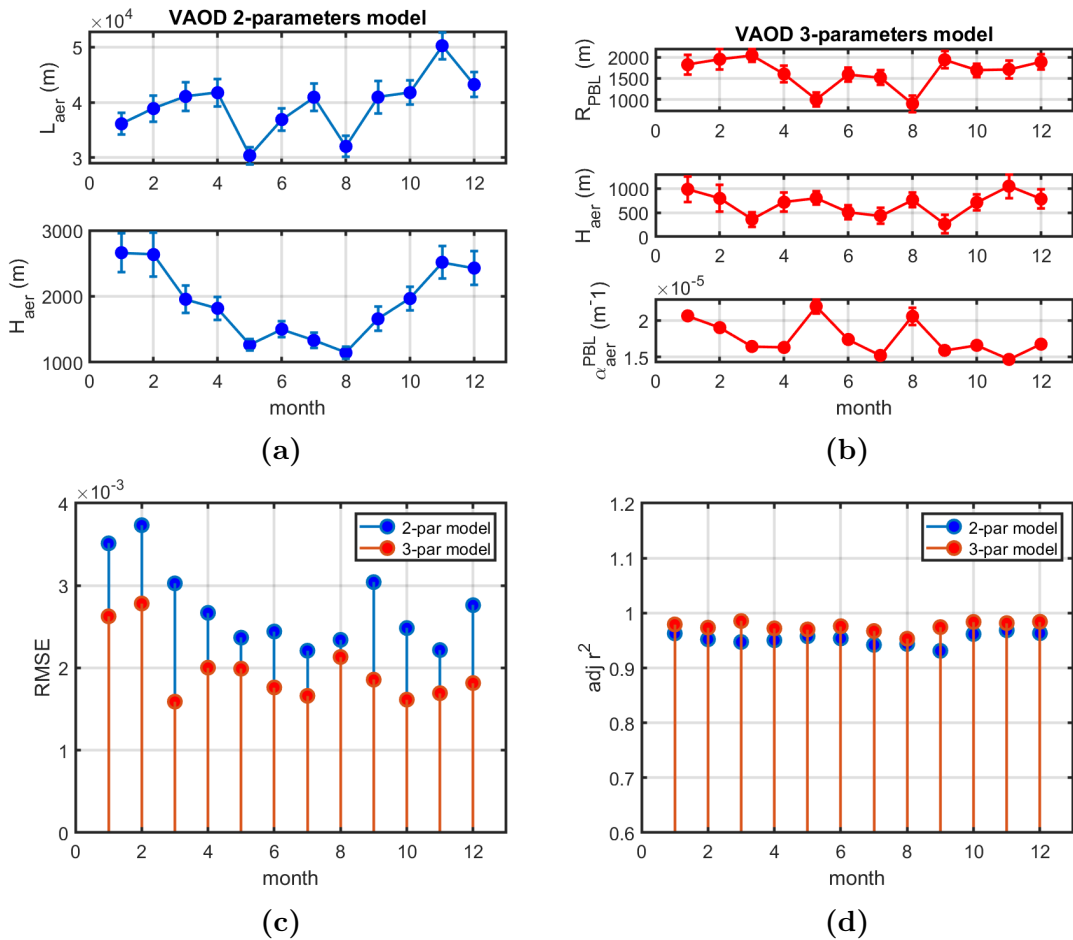 VAOD 2-parameters model
×10⁴
5
4
3
L_aer (m)
0 2 4 6 8 10 12
3000
2000
1000
H_aer (m)
0 2 4 6 8 10 12
month
(a)
VAOD 3-parameters model
2000
1500
1000
R_PBL (m)
0 2 4 6 8 10 12
1000
500
0
H_aer (m)
0 2 4 6 8 10 12
×10⁻⁵
2
1.5
α_aer^PBL (m^-1)
0 2 4 6 8 10 12
month
(b)
×10⁻³
4
3
2
1
0
RMSE
2-par model
3-par model
0 2 4 6 8 10 12
month
(c)
1.2
1.1
1
0.9
0.8
0.7
0.6
adj r²
2-par model
3-par model
0 2 4 6 8 10 12
month
(d)